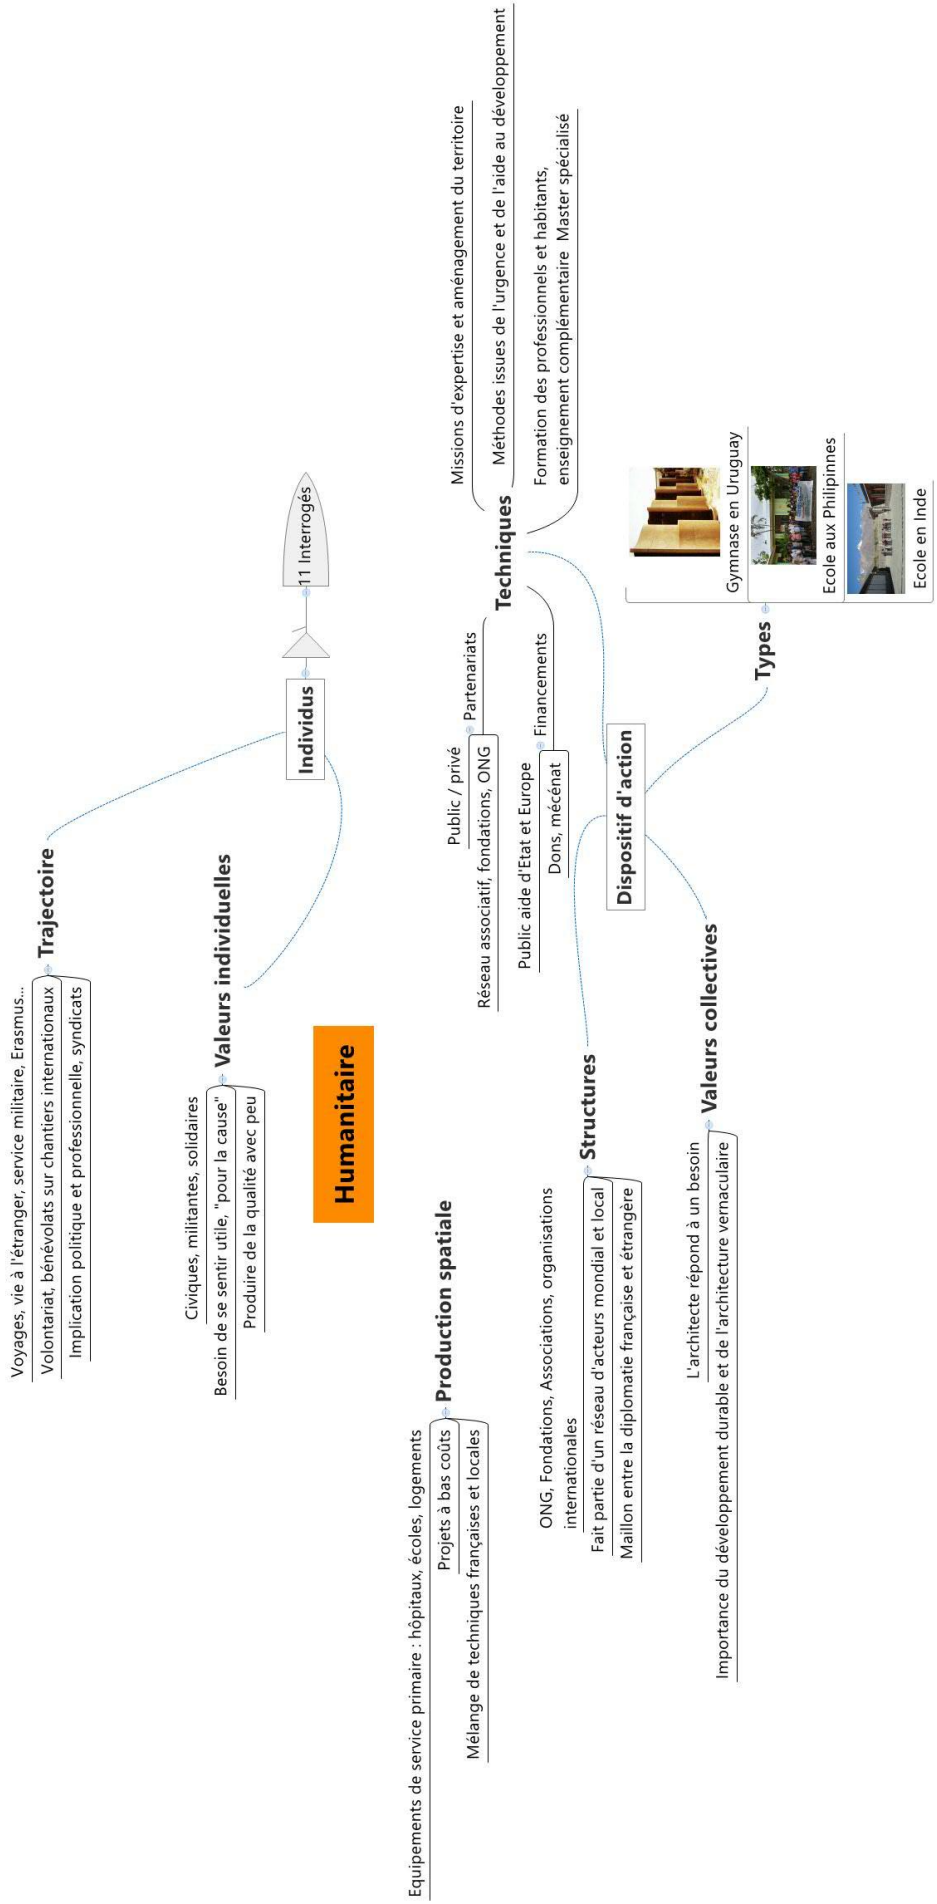 Voyages, vie à l'étranger, service militaire, Erasmus...
Volontariat, bénévolats sur chantiers internationaux
Implication politique et professionnelle, syndicats
Trajectoire
Civiques, militantes, solidaires
Besoin de se sentir utile, "pour la cause"
Produire de la qualité avec peu
Valeurs individuelles
Individus
11 Interrogés
Humanitaire
Equipements de service primaire : hôpitaux, écoles, logements
Projets à bas coûts
Mélange de techniques françaises et locales
Production spatiale
Public / privé
Réseau associatif, fondations, ONG
Partenariats
Public aide d'Etat et Europe
Dons, mécénat
Financements
Techniques
Missions d'expertise et aménagement du territoire
Méthodes issues de l'urgence et de l'aide au développement
Formation des professionnels et habitants,
enseignement complémentaire  Master spécialisé
ONG, Fondations, Associations, organisations
internationales
Fait partie d'un réseau d'acteurs mondial et local
Maillon entre la diplomatie française et étrangère
Structures
Dispositif d'action
L'architecte répond à un besoin
Importance du développement durable et de l'architecture vernaculaire
Valeurs collectives
Types
Gymnase en Uruguay
Ecole aux Philipinnes
Ecole en Inde